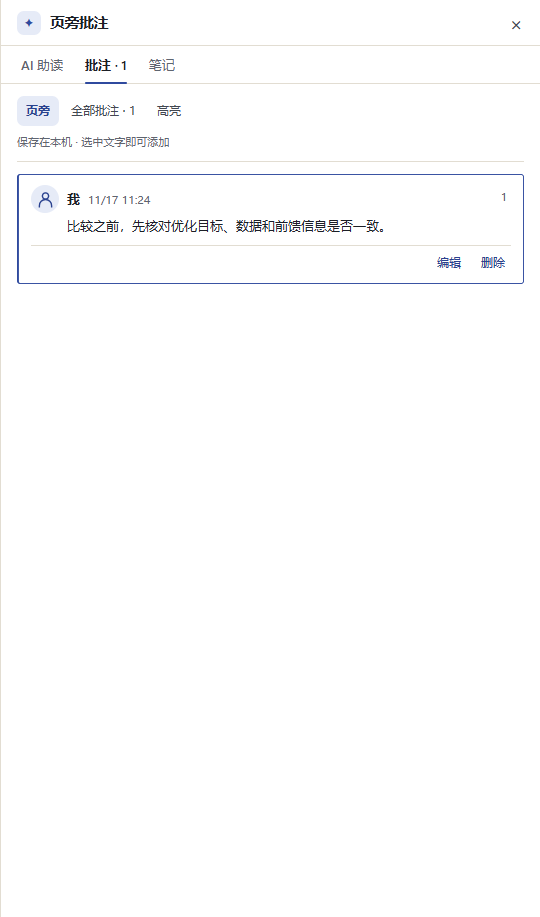 页旁批注
AI 助读 批注 · 1 笔记
页旁 全部批注 · 1 高亮
保存在本机 · 选中文字即可添加
我 11/17 11:24 1
比较之前，先核对优化目标、数据和前馈信息是否一致。
编辑 删除